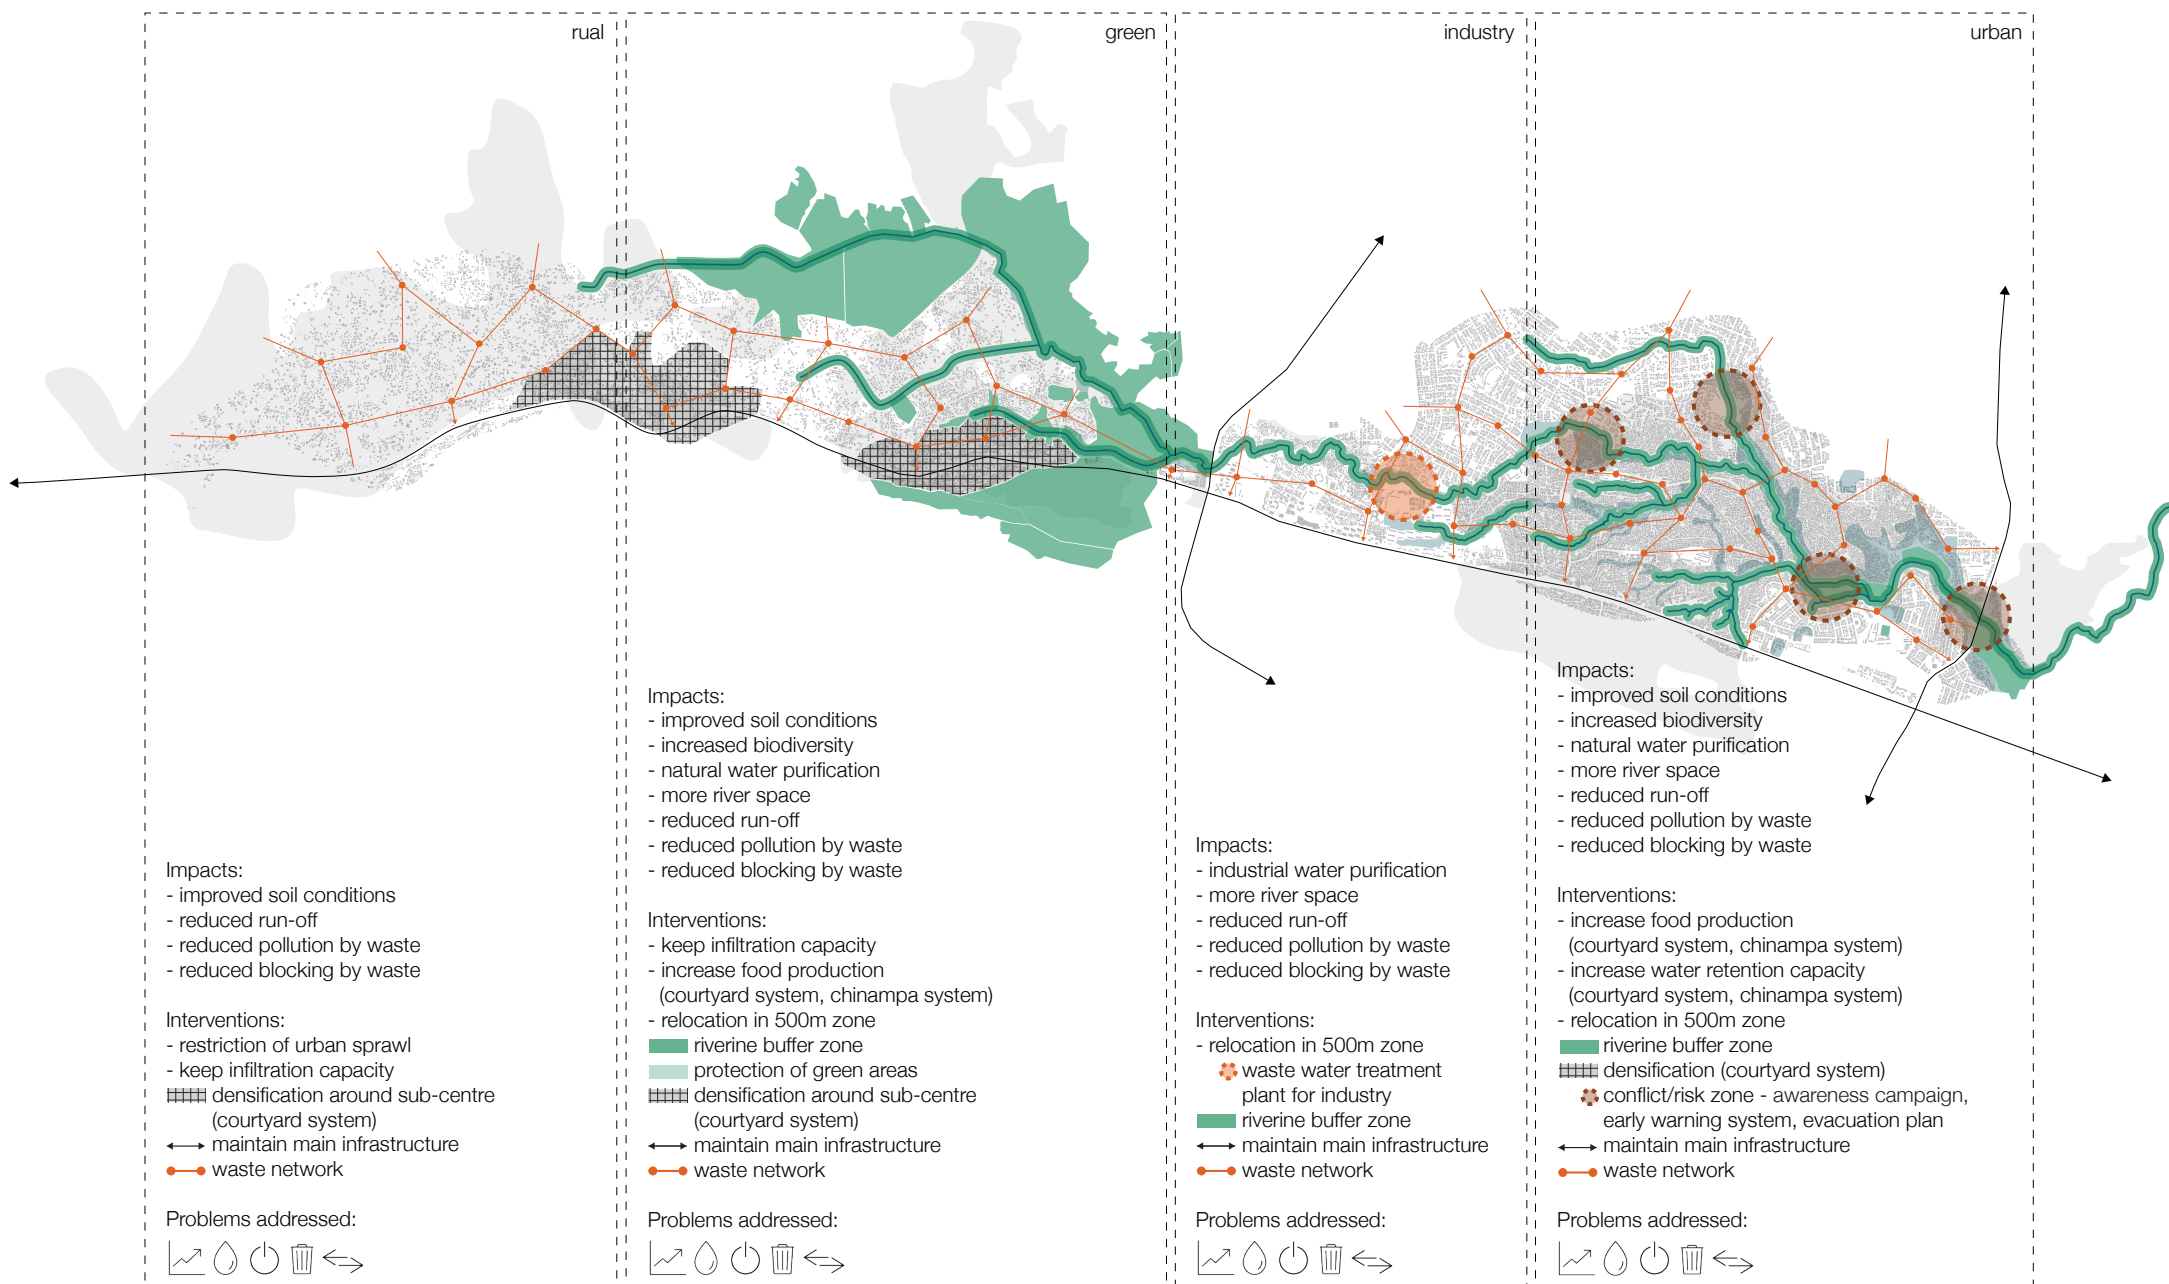 rual
green
industry
urban
Impacts:
- improved soil conditions
- reduced run-off
- reduced pollution by waste
- reduced blocking by waste
Interventions:
- restriction of urban sprawl
- keep infiltration capacity
densification around sub-centre
(courtyard system)
maintain main infrastructure
waste network
Problems addressed:
Impacts:
- improved soil conditions
- increased biodiversity
- natural water purification
- more river space
- reduced run-off
- reduced pollution by waste
- reduced blocking by waste
Interventions:
- keep infiltration capacity
- increase food production
(courtyard system, chinampa system)
- relocation in 500m zone
riverine buffer zone
protection of green areas
densification around sub-centre
(courtyard system)
maintain main infrastructure
waste network
Problems addressed:
Impacts:
- industrial water purification
- more river space
- reduced run-off
- reduced pollution by waste
- reduced blocking by waste
Interventions:
- relocation in 500m zone
waste water treatment
plant for industry
riverine buffer zone
maintain main infrastructure
waste network
Problems addressed:
Impacts:
- improved soil conditions
- increased biodiversity
- natural water purification
- more river space
- reduced run-off
- reduced pollution by waste
- reduced blocking by waste
Interventions:
- increase food production
(courtyard system, chinampa system)
- increase water retention capacity
(courtyard system, chinampa system)
- relocation in 500m zone
riverine buffer zone
densification (courtyard system)
conflict/risk zone - awareness campaign,
early warning system, evacuation plan
maintain main infrastructure
waste network
Problems addressed: